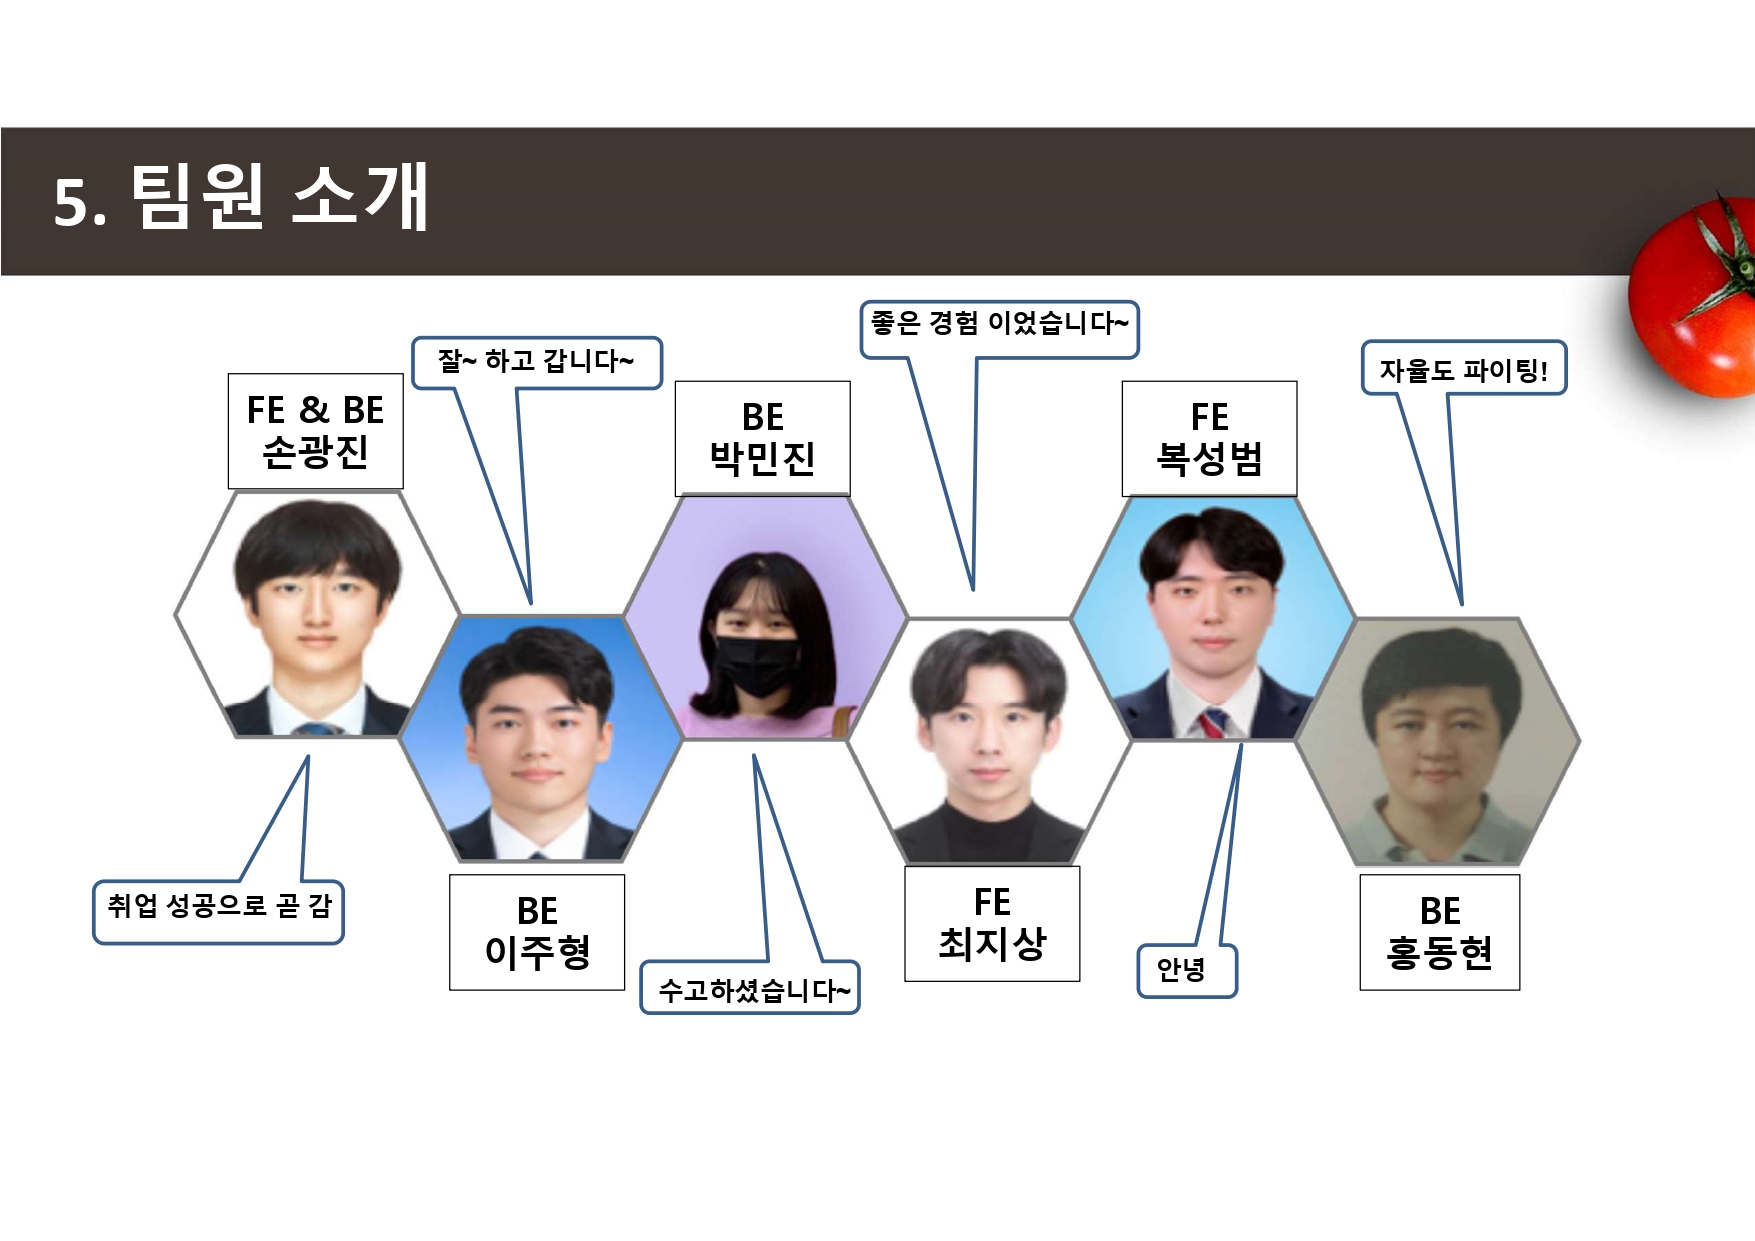 5. 팀원 소개
좋은 경험 이었습니다~
잘~ 하고 갑니다~
자율도 파이팅!
FE & BE
손광진
BE
박민진
FE
복성범
취업 성공으로 곧 감
BE
이주형
수고하셨습니다~
FE
최지상
안녕
BE
홍동현